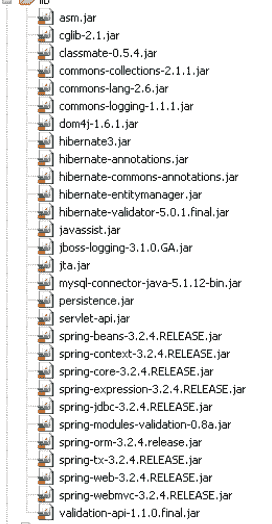 lib
asm.jar
cglib-2.1.jar
classmate-0.5.4.jar
commons-collections-2.1.1.jar
commons-lang-2.6.jar
commons-logging-1.1.1.jar
dom4j-1.6.1.jar
hibernate3.jar
hibernate-annotations.jar
hibernate-commons-annotations.jar
hibernate-entitymanager.jar
hibernate-validator-5.0.1.final.jar
javassist.jar
jboss-logging-3.1.0.GA.jar
jta.jar
mysql-connector-java-5.1.12-bin.jar
persistence.jar
servlet-api.jar
spring-beans-3.2.4.RELEASE.jar
spring-context-3.2.4.RELEASE.jar
spring-core-3.2.4.RELEASE.jar
spring-expression-3.2.4.RELEASE.jar
spring-jdbc-3.2.4.RELEASE.jar
spring-modules-validation-0.8a.jar
spring-orm-3.2.4.release.jar
spring-tx-3.2.4.RELEASE.jar
spring-web-3.2.4.RELEASE.jar
spring-webmvc-3.2.4.RELEASE.jar
validation-api-1.1.0.final.jar